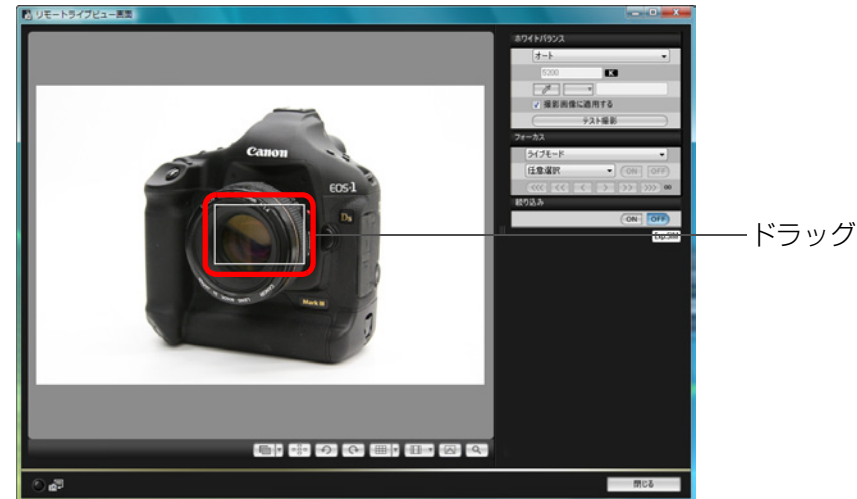 リモートライブビュー画面
ホワイトバランス
オート
5200
K
撮影画像に適用する
テスト撮影
フォーカス
ライブモード
任意選択
ON
OFF
絞り込み
ON
OFF
Exp.SIM
ドラッグ
Canon
EOS-1
Ds
Mark III
閉じる